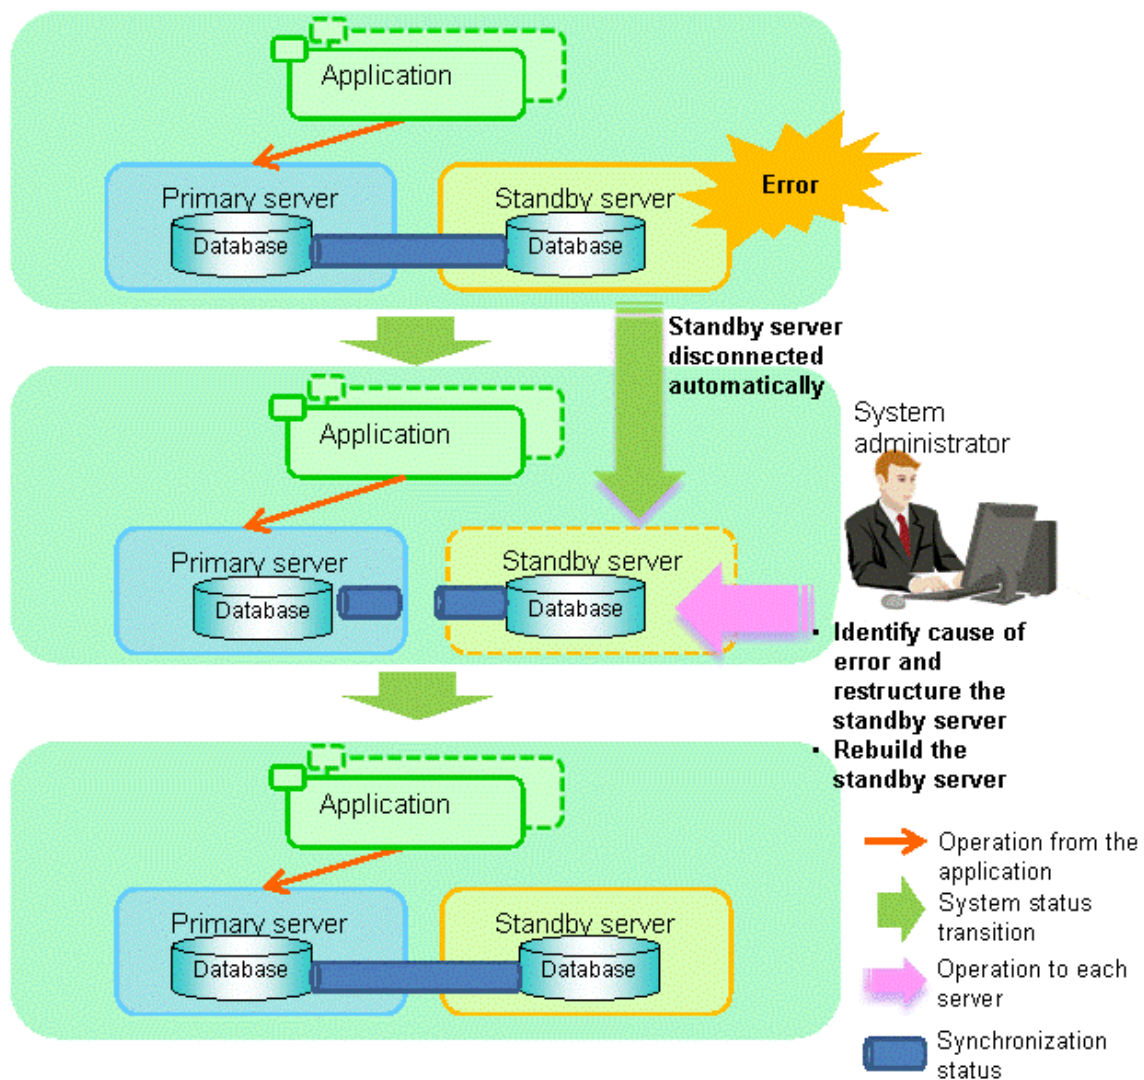 Application
Error
Primary server
Standby server
Database
Database
Standby server
disconnected
automatically
System
administrator
Application
Primary server
Standby server
Database
Database
▪ Identify cause of
error and
restructure the
standby server
▪ Rebuild the
standby server
Application
Primary server
Standby server
Database
Database
Operation from the
application
System status
transition
Operation to each
server
Synchronization
status